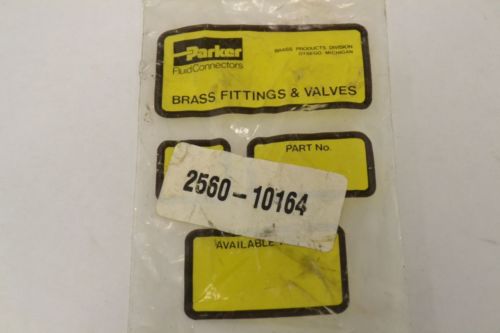 Parker
FluidConnectors
BRASS PRODUCTS DIVISION
OTSEGO, MICHIGAN
BRASS FITTINGS & VALVES
PART No.
2560-10164
AVAILABLE